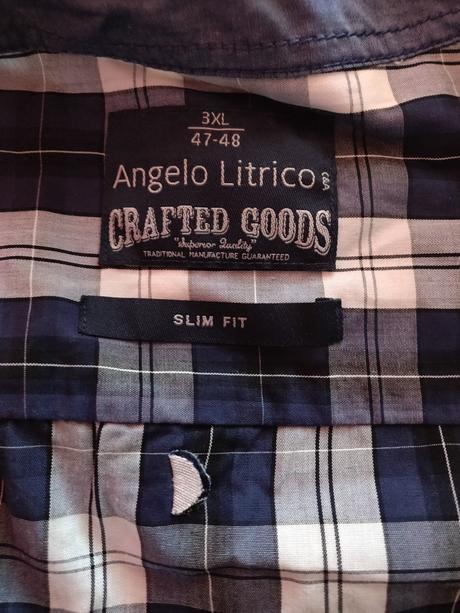 3XL
47-48
Angelo Litrico C&A
CRAFTED GOODS
"Superior Quality"
TRADITIONAL MANUFACTURE GUARANTEED
SLIM FIT